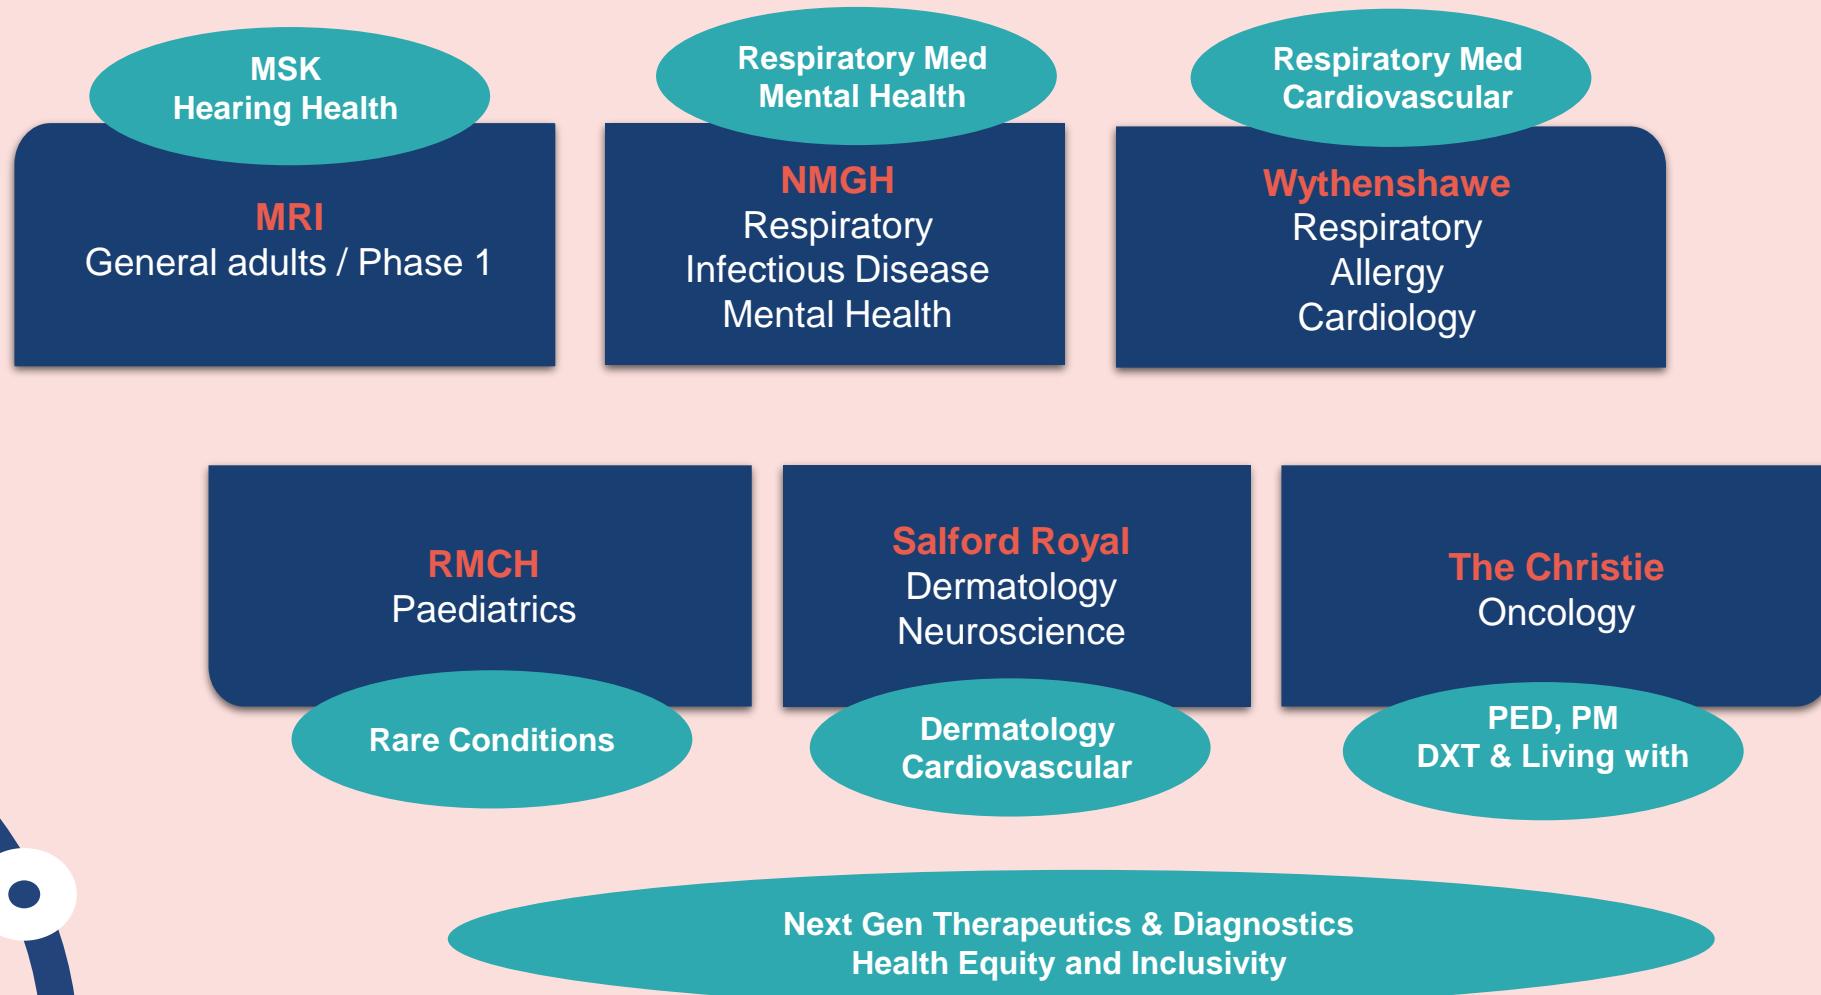 MSK
Hearing Health
MRI
General adults / Phase 1
Respiratory Med
Mental Health
NMGH
Respiratory
Infectious Disease
Mental Health
Respiratory Med
Cardiovascular
Wythenshawe
Respiratory
Allergy
Cardiology
RMCH
Paediatrics
Rare Conditions
Salford Royal
Dermatology
Neuroscience
Dermatology
Cardiovascular
The Christie
Oncology
PED, PM
DXT & Living with
Next Gen Therapeutics & Diagnostics
Health Equity and Inclusivity